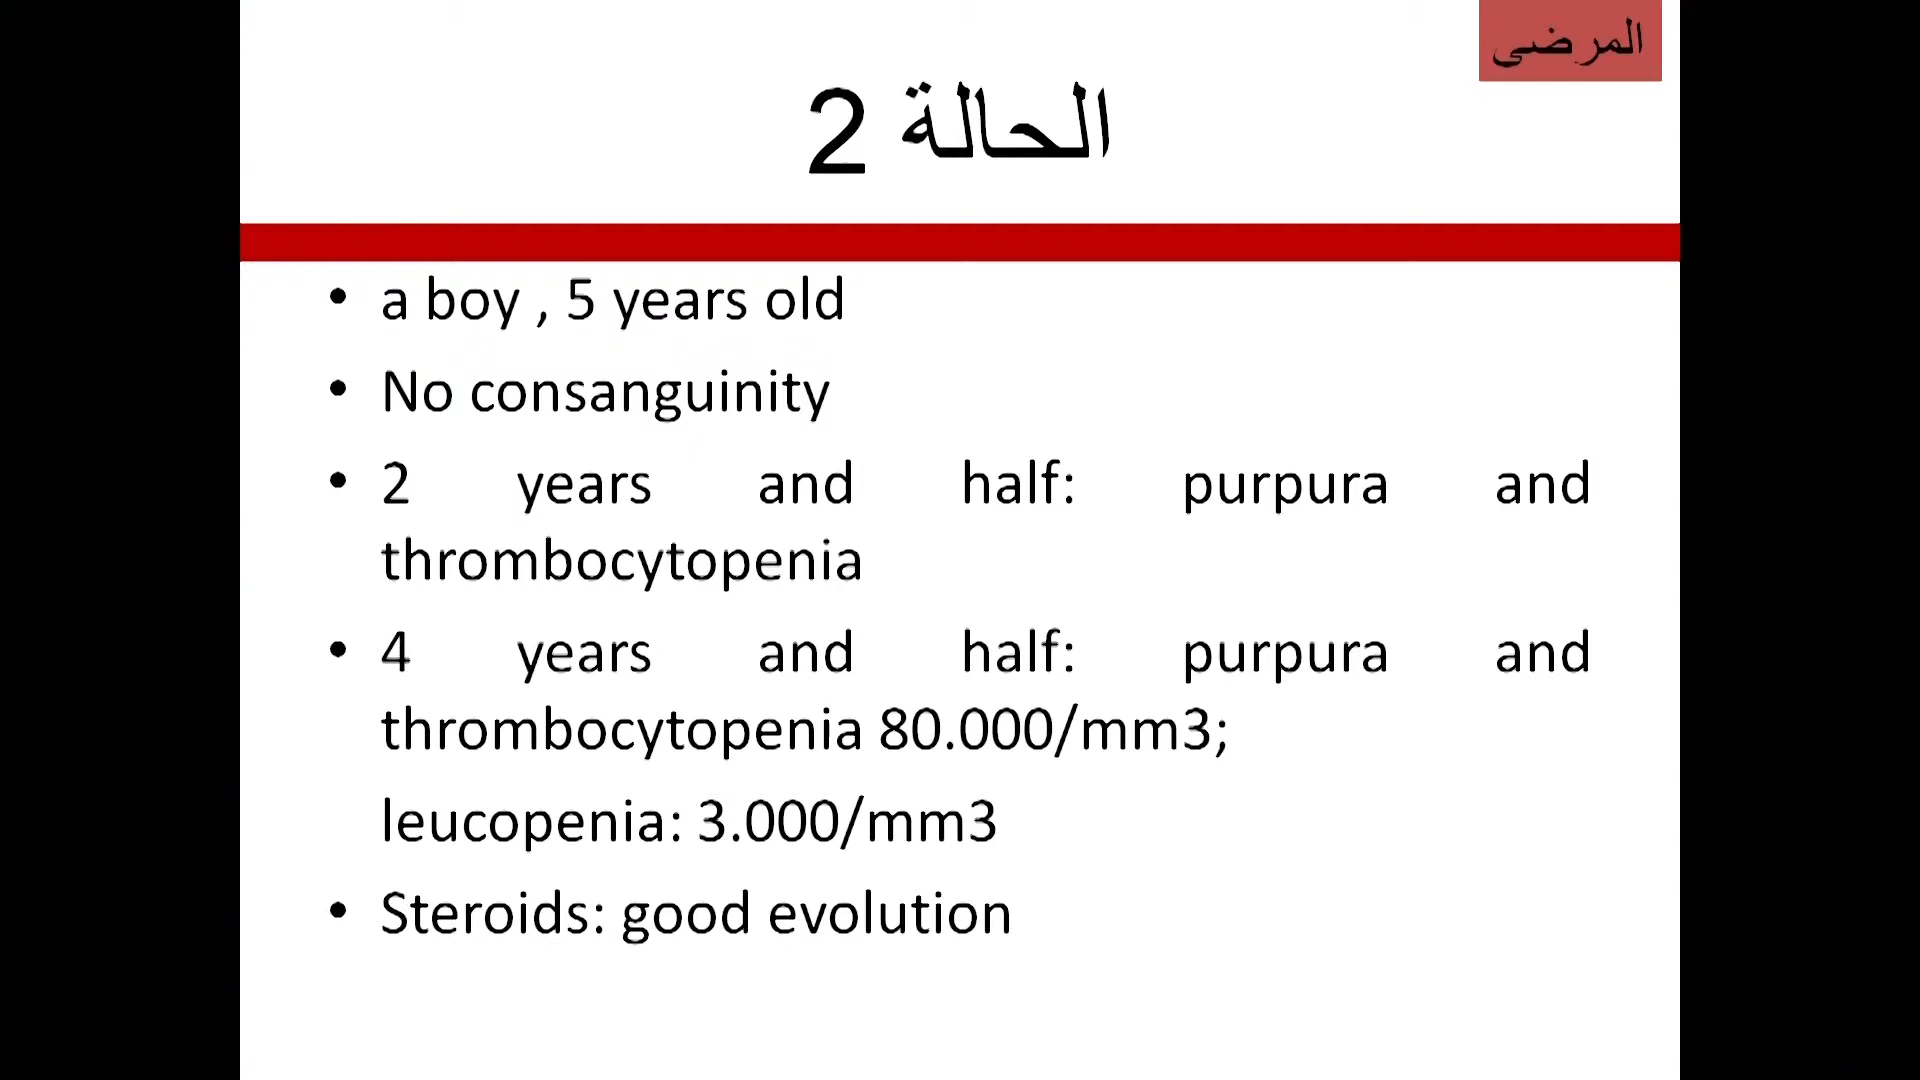 المرضى
الحالة 2
• a boy , 5 years old
• No consanguinity
• 2 years and half: purpura and
thrombocytopenia
• 4 years and half: purpura and
thrombocytopenia 80.000/mm3;
leucopenia: 3.000/mm3
• Steroids: good evolution